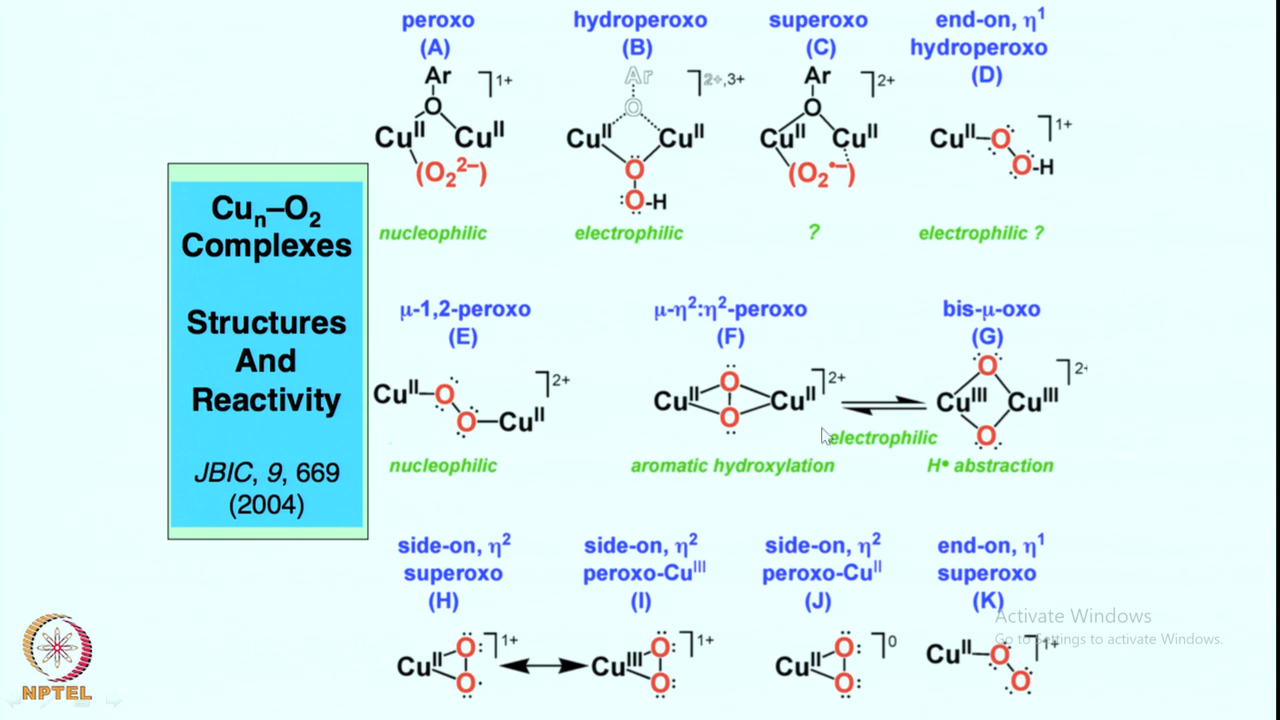 peroxo
(A)
hydroperoxo
(B)
superoxo
(C)
end-on, η¹
hydroperoxo
(D)
Ar ⌉1+
O
Cuᴵᴵ Cuᴵᴵ
(O₂²⁻)
nucleophilic
Ar ⌉2+,3+
O
Cuᴵᴵ Cuᴵᴵ
O
:O-H
electrophilic
Ar ⌉2+
O
Cuᴵᴵ Cuᴵᴵ
(O₂•⁻)
?
⌉1+
Cuᴵᴵ–O
O-H
electrophilic ?
Cuₙ–O₂
Complexes
Structures
And
Reactivity
JBIC, 9, 669
(2004)
μ-1,2-peroxo
(E)
⌉2+
Cuᴵᴵ–O
O–Cuᴵᴵ
nucleophilic
μ-η²:η²-peroxo
(F)
O ⌉2+
Cuᴵᴵ Cuᴵᴵ
O
aromatic hydroxylation
electrophilic
bis-μ-oxo
(G)
O ⌉2+
Cuᴵᴵᴵ Cuᴵᴵᴵ
O
H• abstraction
side-on, η²
superoxo
(H)
O: ⌉1+
Cuᴵᴵ
O
side-on, η²
peroxo-Cuᴵᴵᴵ
(I)
O: ⌉1+
Cuᴵᴵᴵ
O:
side-on, η²
peroxo-Cuᴵᴵ
(J)
O: ⌉0
Cuᴵᴵ
O:
end-on, η¹
superoxo
(K)
Cuᴵᴵ–O ⌉1+
O
Activate Windows
Go to Settings to activate Windows.
NPTEL